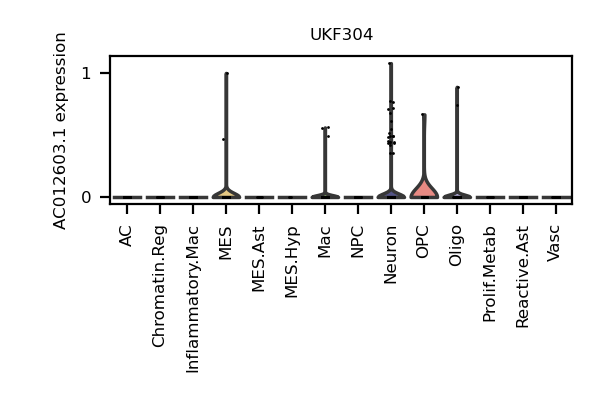 UKF304
AC012603.1 expression
1
0
AC
Chromatin.Reg
Inflammatory.Mac
MES
MES.Ast
MES.Hyp
Mac
NPC
Neuron
OPC
Oligo
Prolif.Metab
Reactive.Ast
Vasc